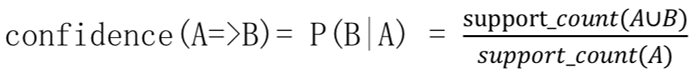 confidence(A=>B)= P(B|A) = support_count(A∪B) / support_count(A)